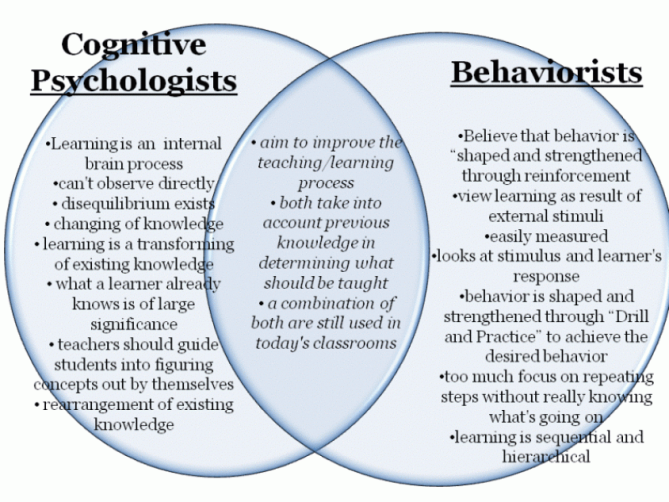 Cognitive
Psychologists
•Learning is an internal
brain process
•can't observe directly
• disequilibrium exists
• changing of knowledge
• learning is a transforming
of existing knowledge
• what a learner already
knows is of large
significance
• teachers should guide
students into figuring
concepts out by themselves
• rearrangement of existing
knowledge
• aim to improve the
teaching/learning
process
• both take into
account previous
knowledge in
determining what
should be taught
• a combination of
both are still used in
today's classrooms
Behaviorists
•Believe that behavior is
“shaped and strengthened
through reinforcement
•view learning as result of
external stimuli
•easily measured
•looks at stimulus and learner's
response
•behavior is shaped and
strengthened through “Drill
and Practice” to achieve the
desired behavior
•too much focus on repeating
steps without really knowing
what's going on
•learning is sequential and
hierarchical